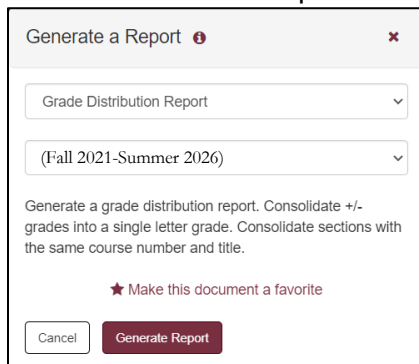 Generate a Report
Grade Distribution Report
(Fall 2021-Summer 2026)
Generate a grade distribution report. Consolidate +/-
grades into a single letter grade. Consolidate sections with
the same course number and title.
Make this document a favorite
Cancel Generate Report